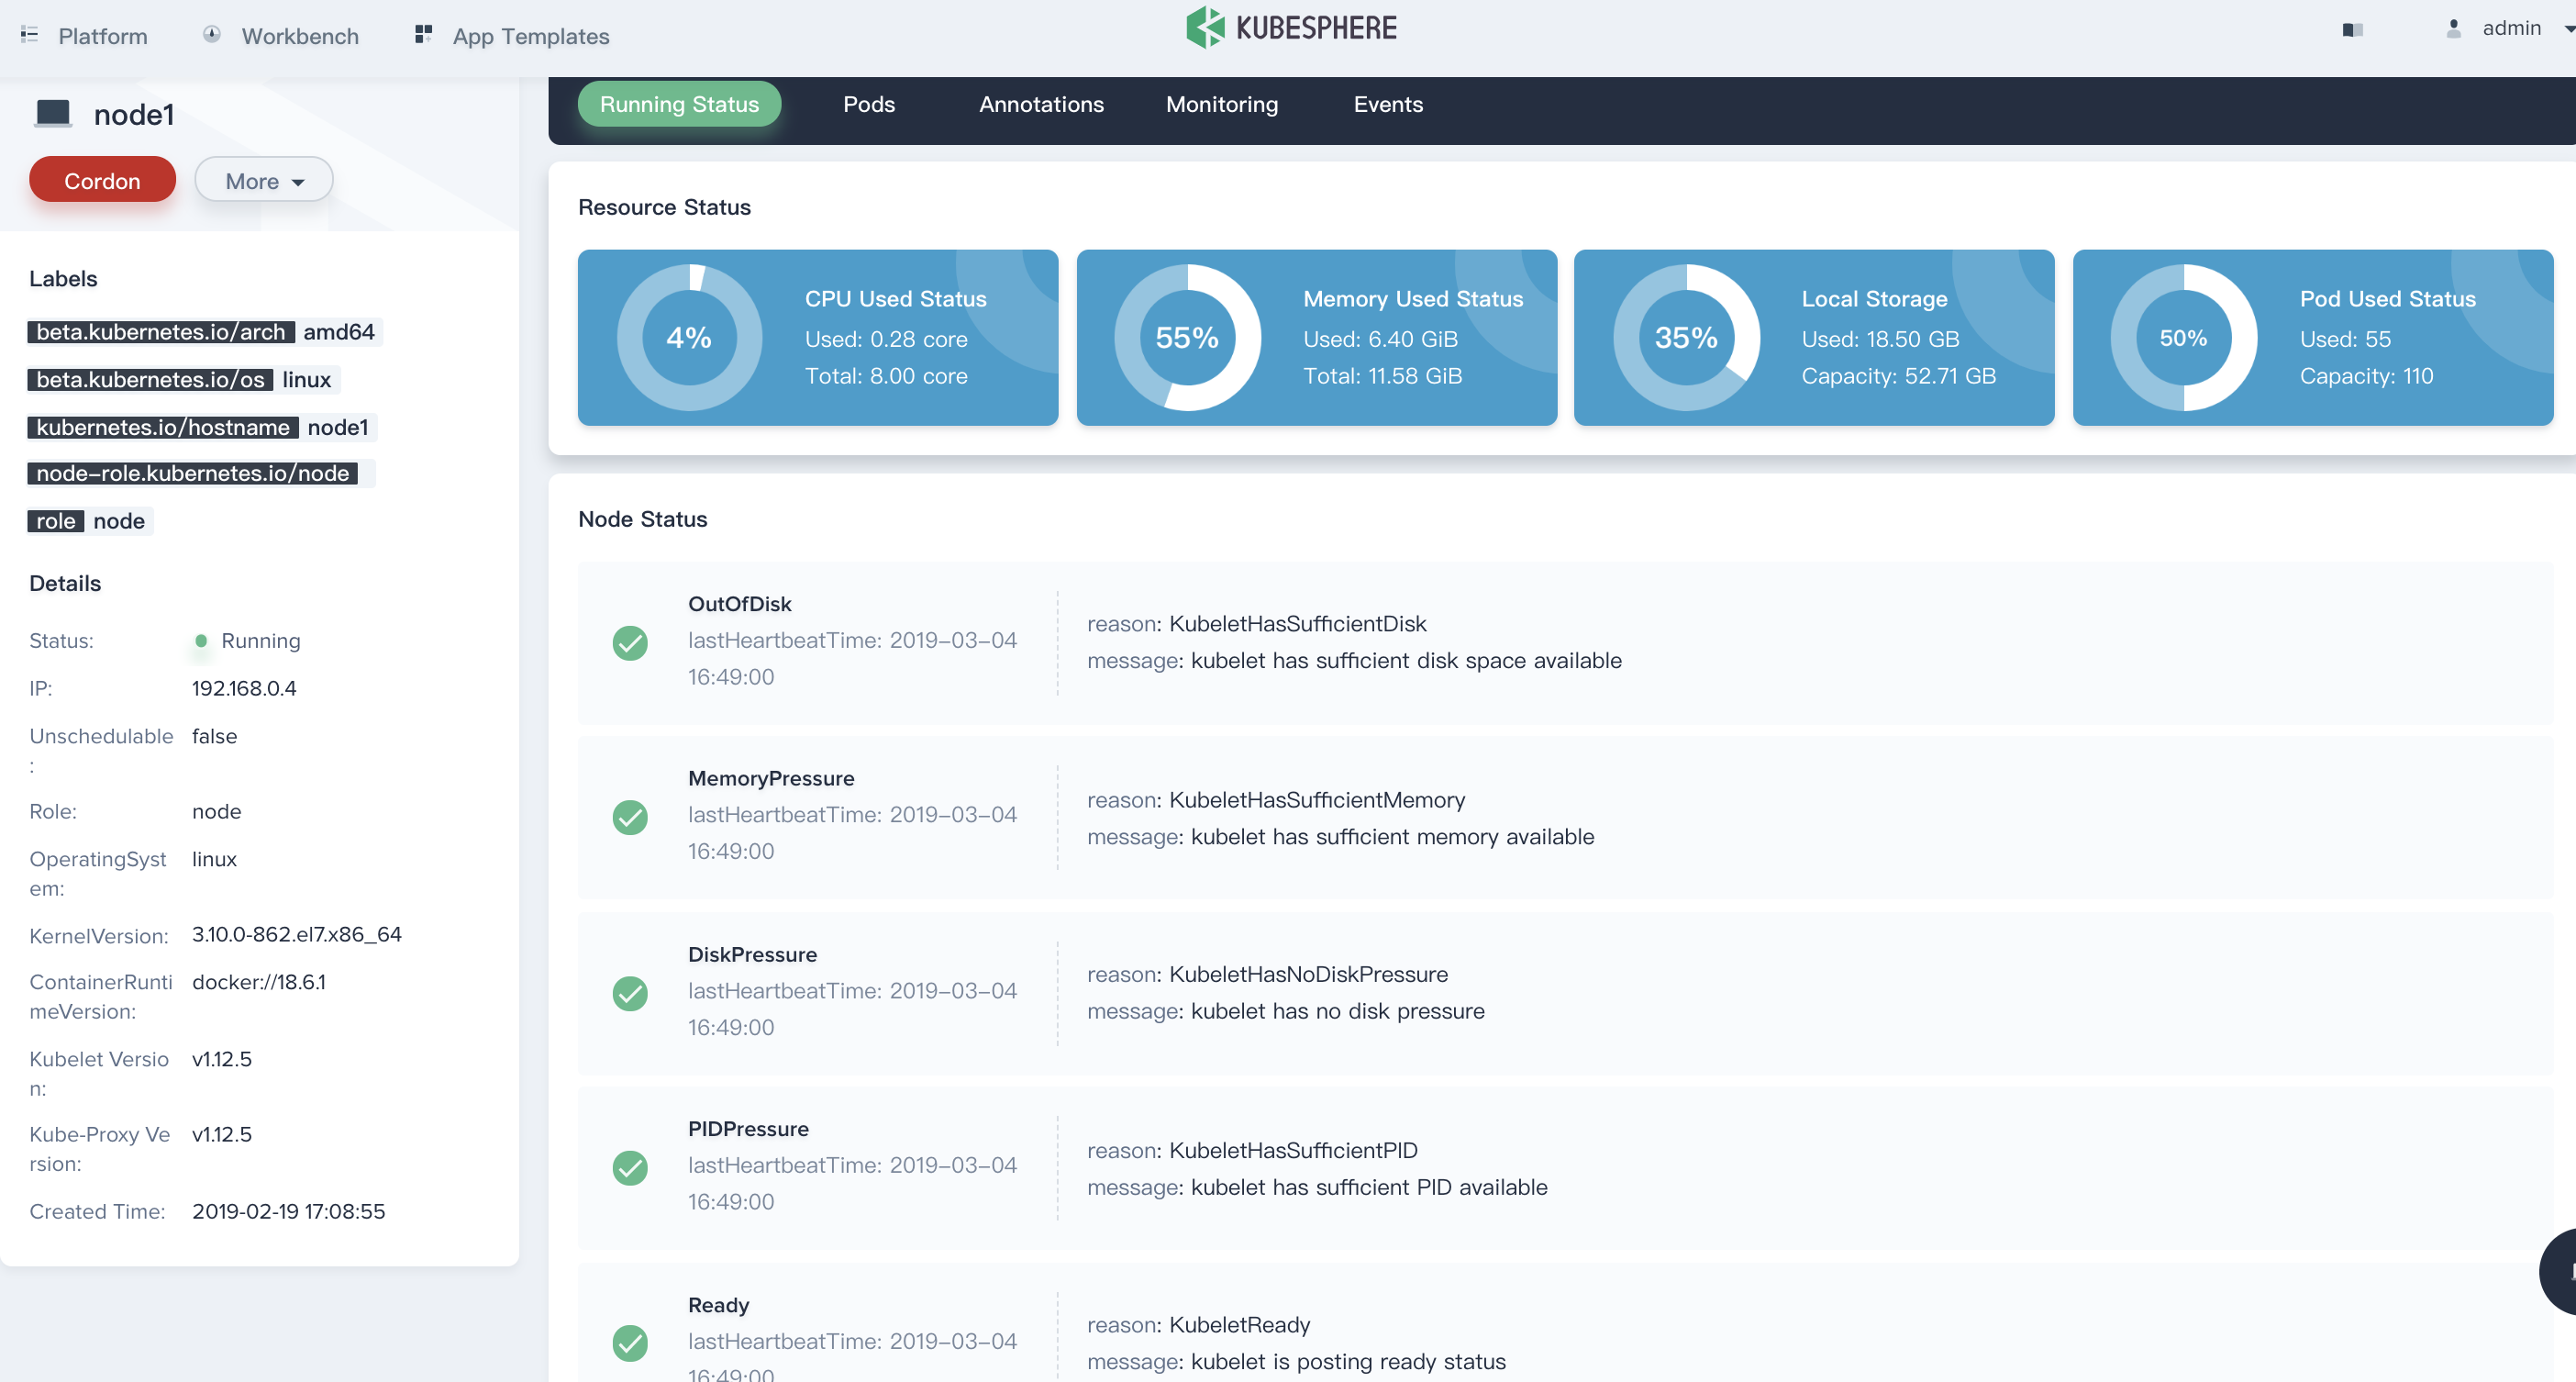 Platform
Workbench
App Templates
KUBESPHERE
admin
node1
Cordon
More
Labels
beta.kubernetes.io/arch amd64
beta.kubernetes.io/os linux
kubernetes.io/hostname node1
node-role.kubernetes.io/node
role node
Details
Status: Running
IP: 192.168.0.4
Unschedulable false
:
Role: node
OperatingSyst linux
em:
KernelVersion: 3.10.0-862.el7.x86_64
ContainerRunti docker://18.6.1
meVersion:
Kubelet Versio v1.12.5
n:
Kube-Proxy Ve v1.12.5
rsion:
Created Time: 2019-02-19 17:08:55
Running Status
Pods
Annotations
Monitoring
Events
Resource Status
4%
CPU Used Status
Used: 0.28 core
Total: 8.00 core
55%
Memory Used Status
Used: 6.40 GiB
Total: 11.58 GiB
35%
Local Storage
Used: 18.50 GB
Capacity: 52.71 GB
50%
Pod Used Status
Used: 55
Capacity: 110
Node Status
OutOfDisk
lastHeartbeatTime: 2019-03-04
16:49:00
reason: KubeletHasSufficientDisk
message: kubelet has sufficient disk space available
MemoryPressure
lastHeartbeatTime: 2019-03-04
16:49:00
reason: KubeletHasSufficientMemory
message: kubelet has sufficient memory available
DiskPressure
lastHeartbeatTime: 2019-03-04
16:49:00
reason: KubeletHasNoDiskPressure
message: kubelet has no disk pressure
PIDPressure
lastHeartbeatTime: 2019-03-04
16:49:00
reason: KubeletHasSufficientPID
message: kubelet has sufficient PID available
Ready
lastHeartbeatTime: 2019-03-04
16:49:00
reason: KubeletReady
message: kubelet is posting ready status